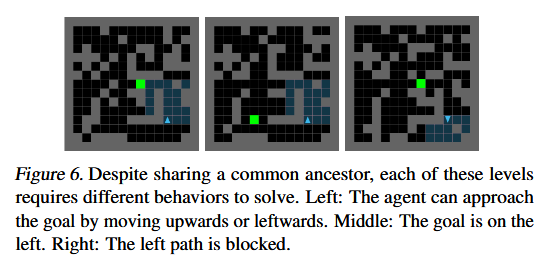 Figure 6. Despite sharing a common ancestor, each of these levels
requires different behaviors to solve. Left: The agent can approach
the goal by moving upwards or leftwards. Middle: The goal is on the
left. Right: The left path is blocked.